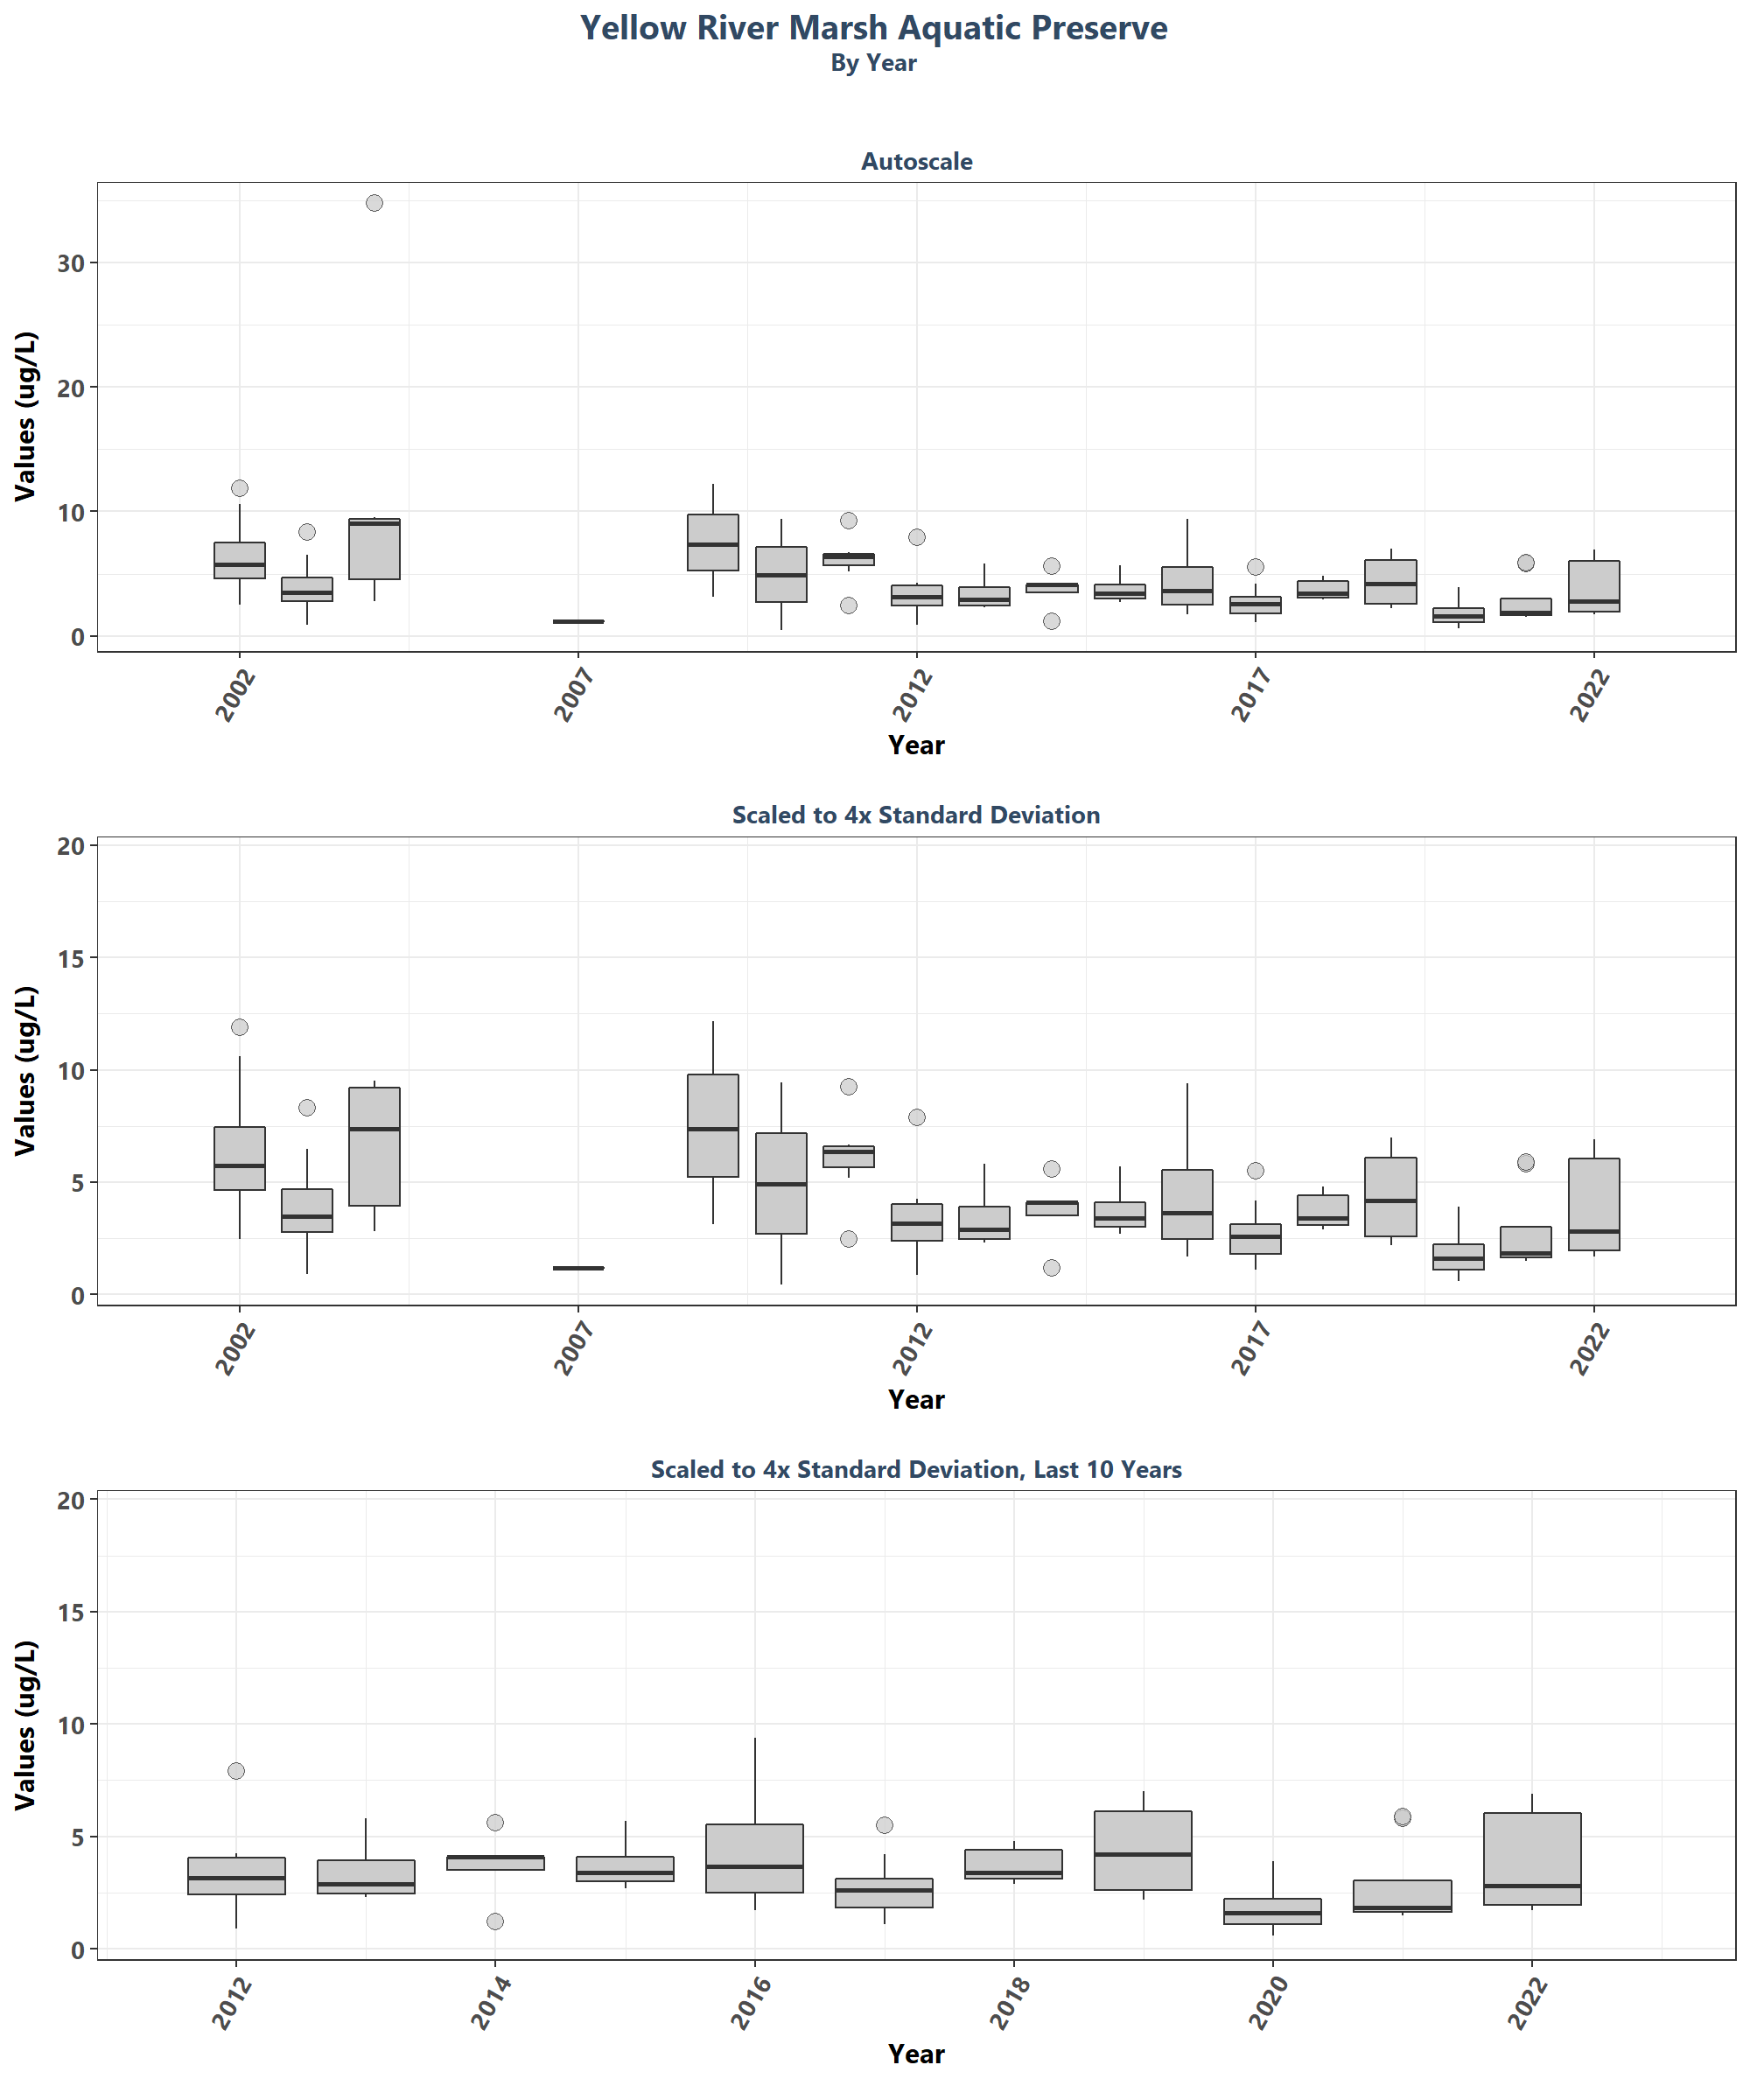 Yellow River Marsh Aquatic Preserve
By Year
Autoscale
Values (ug/L)
30
20
10
0
2002
2007
2012
2017
2022
Year
Scaled to 4x Standard Deviation
Values (ug/L)
20
15
10
5
0
2002
2007
2012
2017
2022
Year
Scaled to 4x Standard Deviation, Last 10 Years
Values (ug/L)
20
15
10
5
0
2012
2014
2016
2018
2020
2022
Year